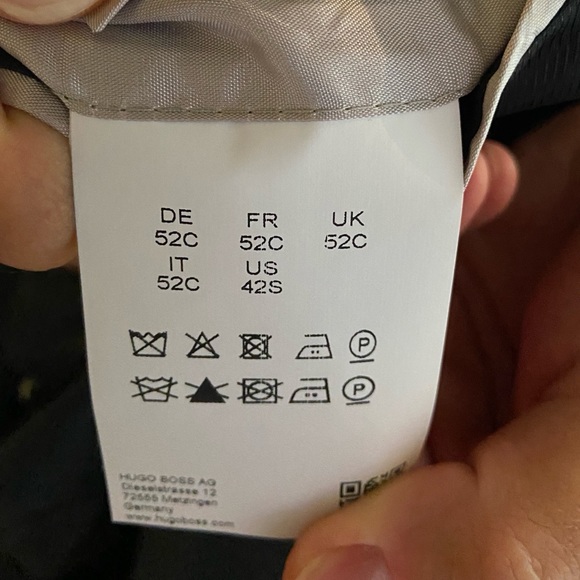 DE FR UK
52C 52C 52C
IT US
52C 42S
P
P
HUGO BOSS AG
Dieselstrasse 12
72555 Metzingen
Germany
www.hugoboss.com